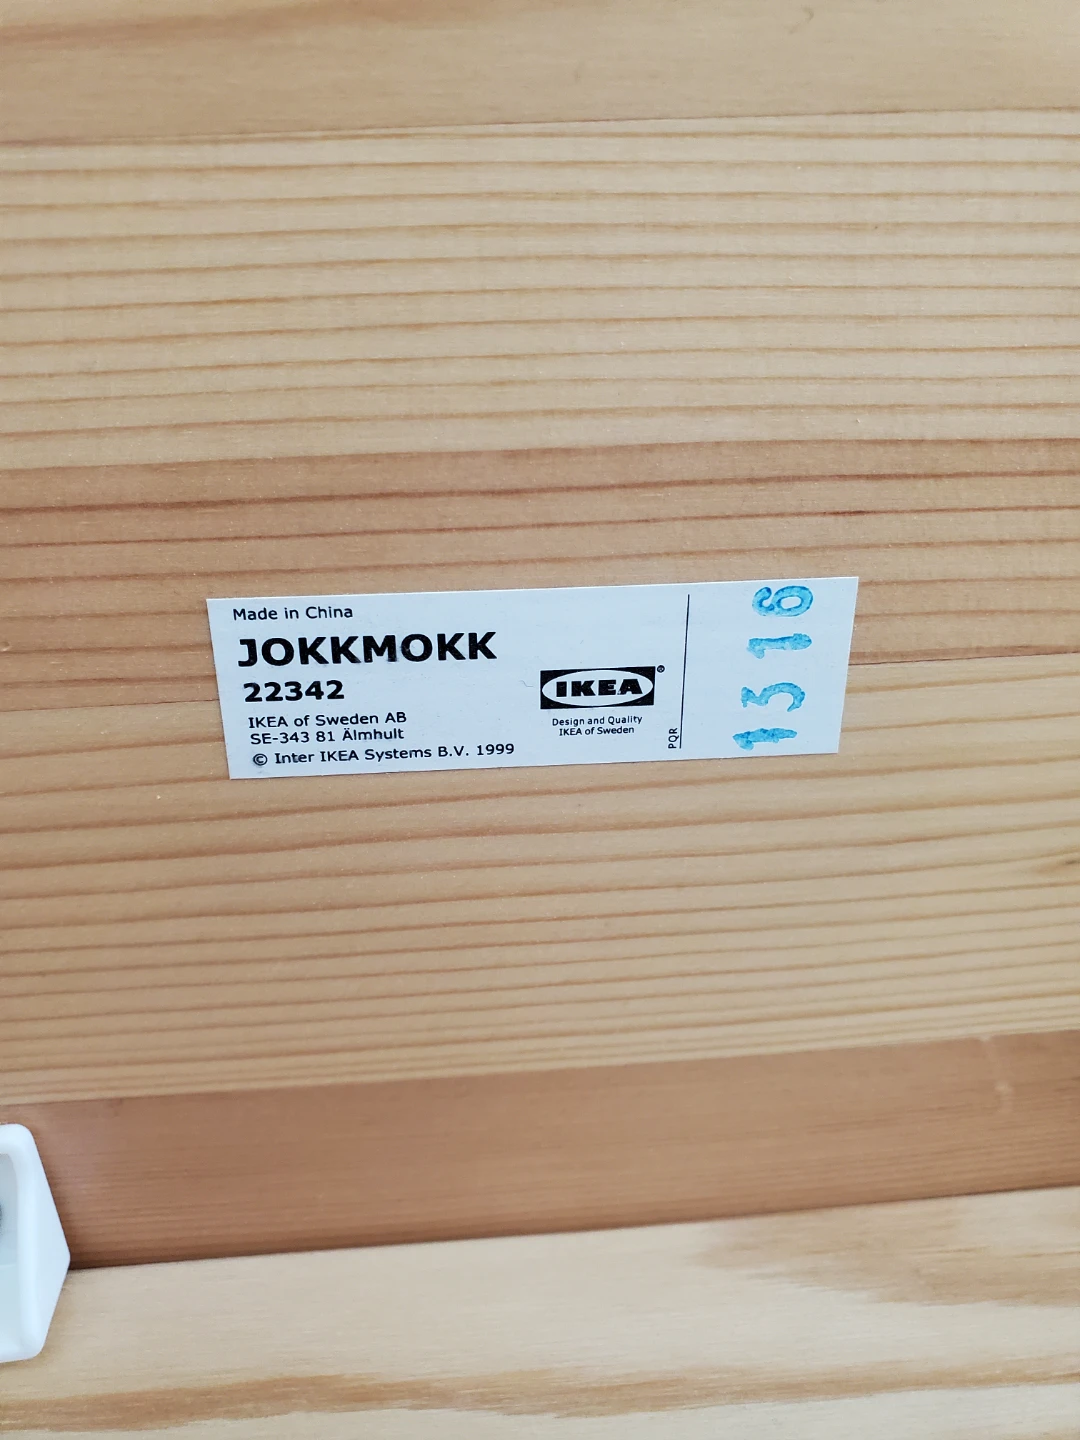 Made in China
JOKKMOKK
22342
IKEA of Sweden AB
SE-343 81 Älmhult
© Inter IKEA Systems B.V. 1999
IKEA®
Design and Quality
IKEA of Sweden
PQR
1316